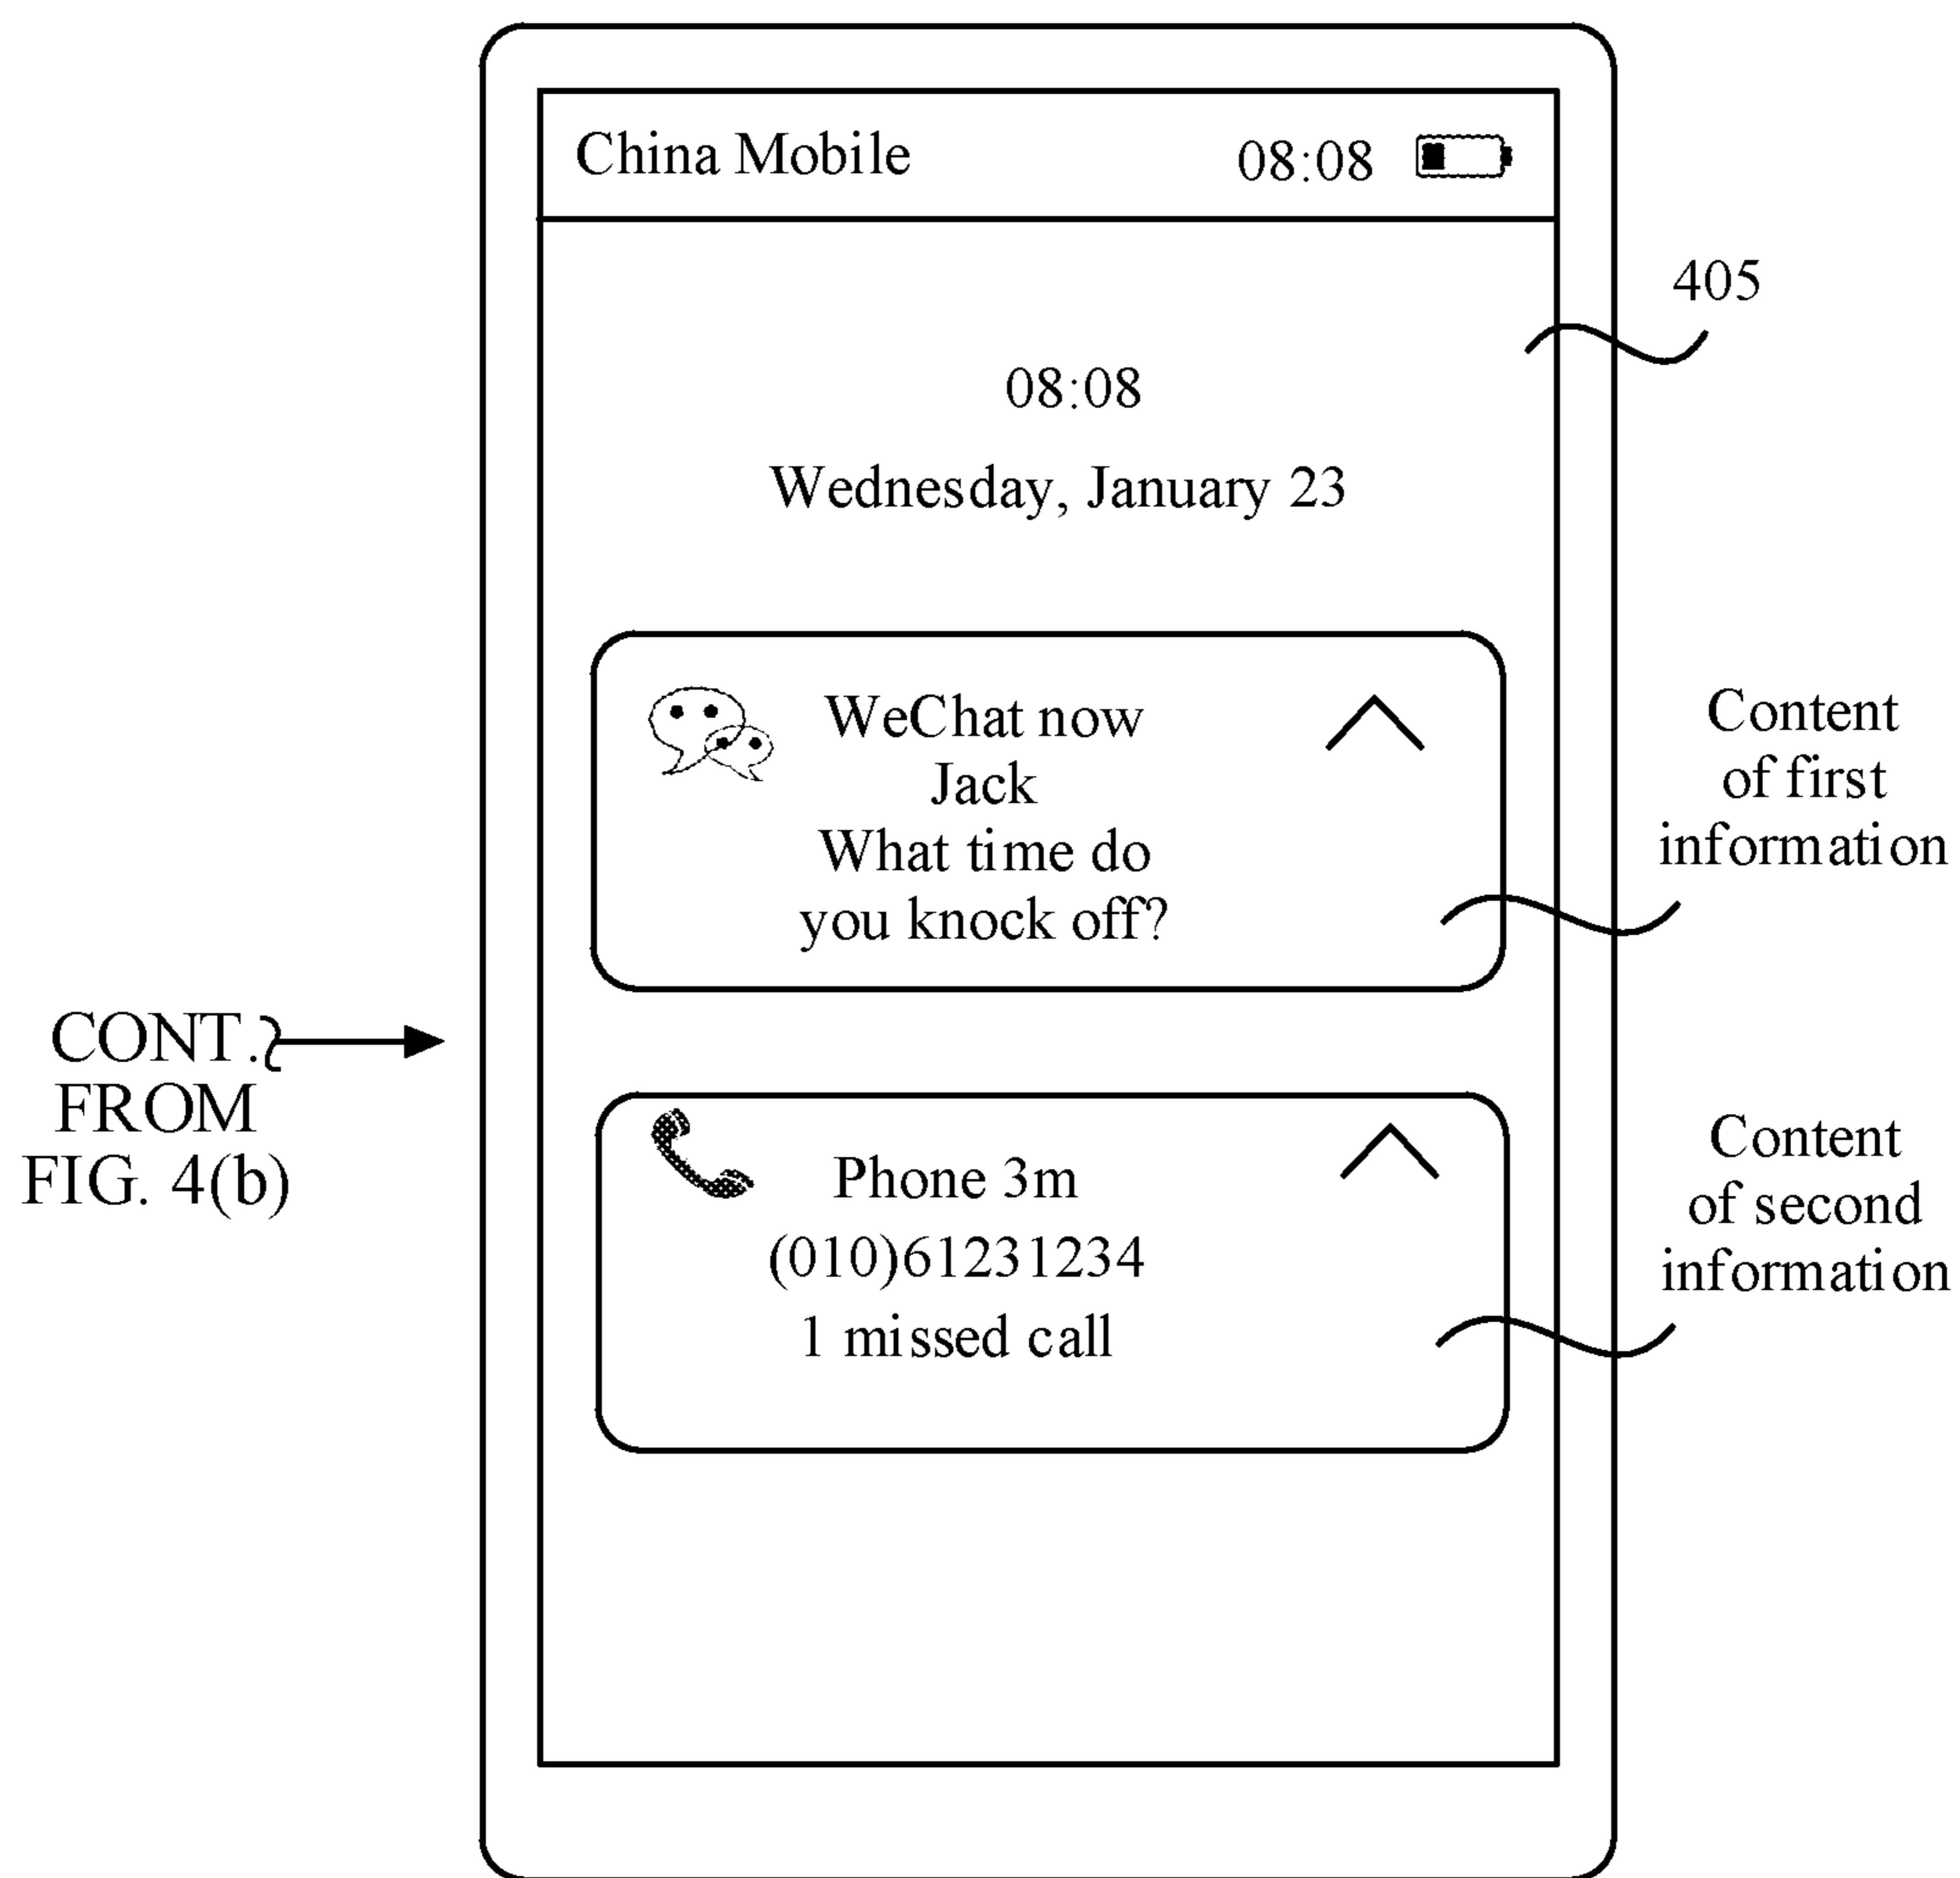 China Mobile 08:08
405
08:08
Wednesday, January 23
WeChat now
Jack
What time do
you knock off?
Content
of first
information
CONT.
FROM
FIG. 4(b)
Phone 3m
(010)61231234
1 missed call
Content
of second
information